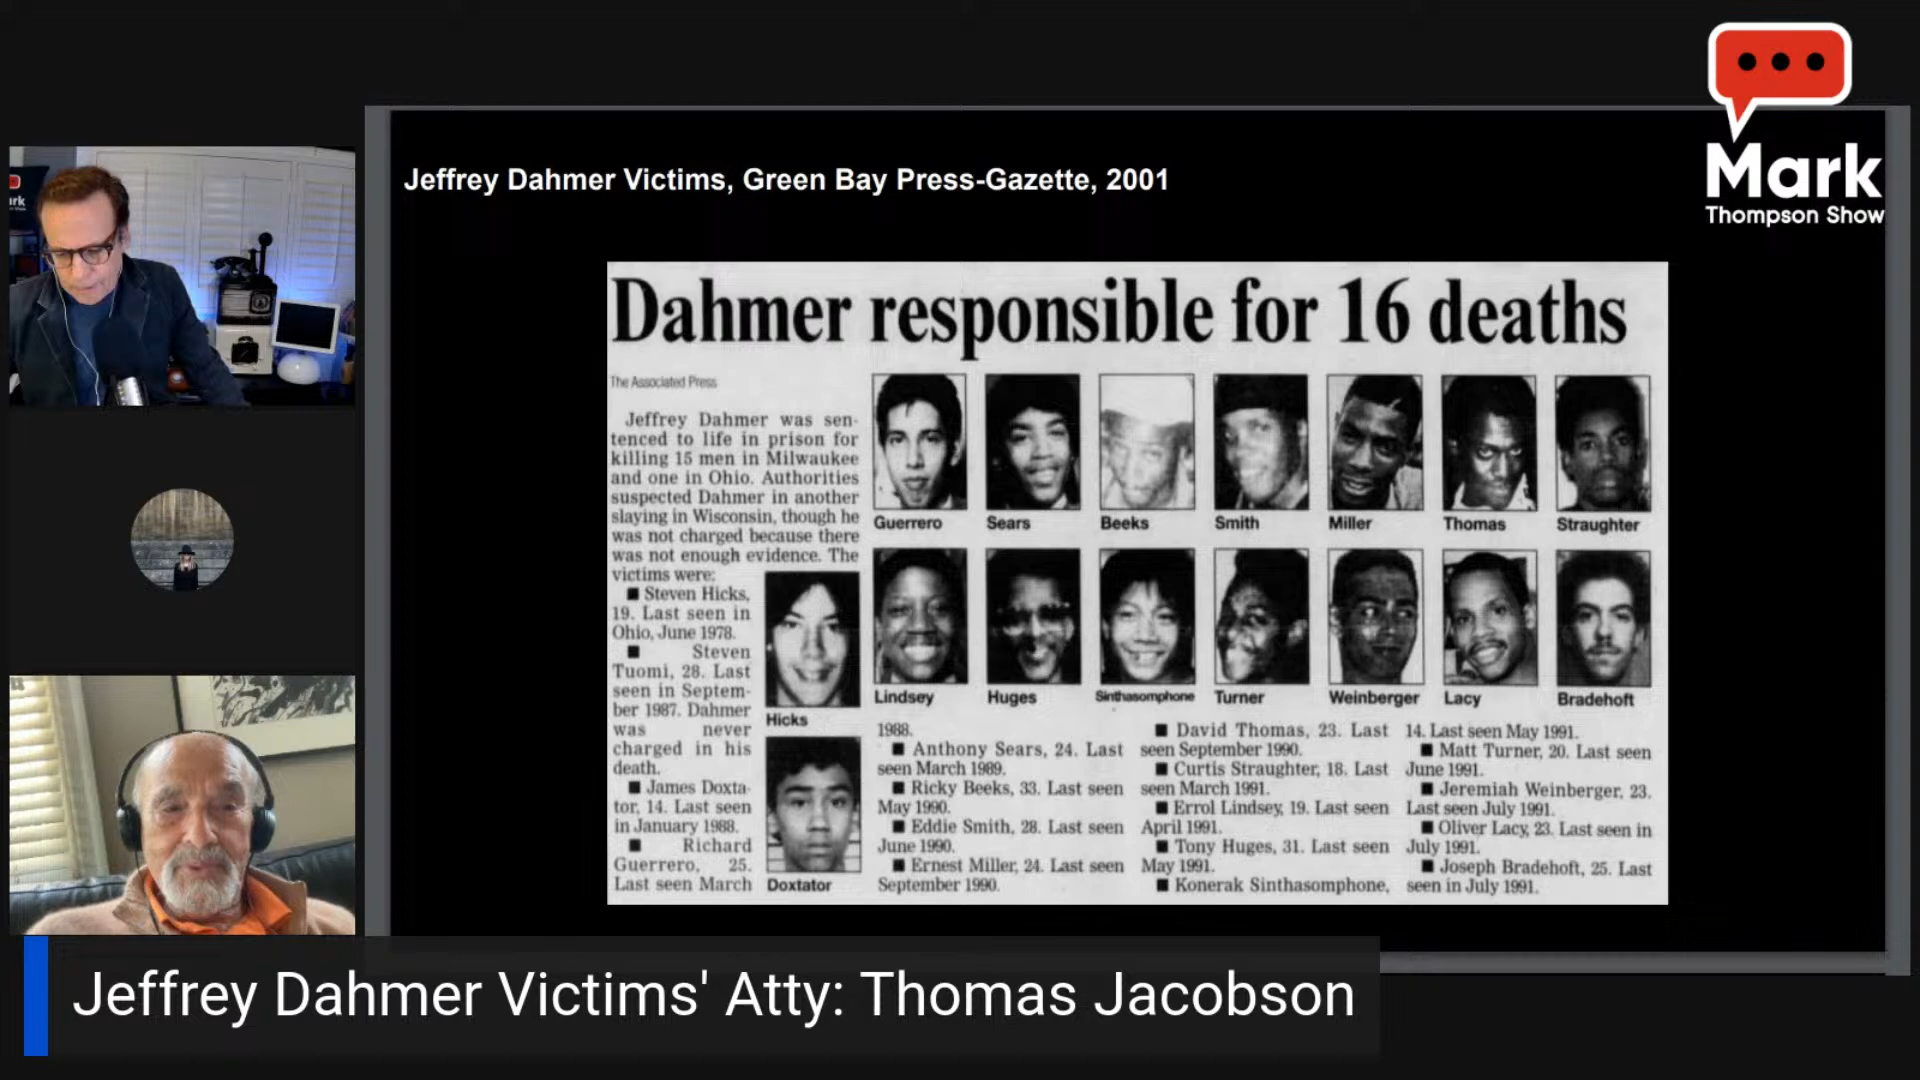 Mark
Thompson Show
Jeffrey Dahmer Victims, Green Bay Press-Gazette, 2001
Dahmer responsible for 16 deaths
The Associated Press
Jeffrey Dahmer was sen-
tenced to life in prison for
killing 15 men in Milwaukee
and one in Ohio. Authorities
suspected Dahmer in another
slaying in Wisconsin, though he
was not charged because there
was not enough evidence. The
victims were:
■ Steven Hicks,
19. Last seen in
Ohio, June 1978.
■ Steven
Tuomi, 28. Last
seen in Septem-
ber 1987. Dahmer
was never
charged in his
death.
■ James Doxta-
tor, 14. Last seen
in January 1988.
■ Richard
Guerrero, 25.
Last seen March
Guerrero
Sears
Beeks
Smith
Miller
Thomas
Straughter
Hicks
Lindsey
Huges
Sinthasomphone
Turner
Weinberger
Lacy
Bradehoft
Doxtator
1988.
■ Anthony Sears, 24. Last
seen March 1989.
■ Ricky Beeks, 33. Last seen
May 1990.
■ Eddie Smith, 28. Last seen
June 1990.
■ Ernest Miller, 24. Last seen
September 1990.
■ David Thomas, 23. Last
seen September 1990.
■ Curtis Straughter, 18. Last
seen March 1991.
■ Errol Lindsey, 19. Last seen
April 1991.
■ Tony Huges, 31. Last seen
May 1991.
■ Konerak Sinthasomphone,
14. Last seen May 1991.
■ Matt Turner, 20. Last seen
June 1991.
■ Jeremiah Weinberger, 23.
Last seen July 1991.
■ Oliver Lacy, 23. Last seen in
July 1991.
■ Joseph Bradehoft, 25. Last
seen in July 1991.
Jeffrey Dahmer Victims' Atty: Thomas Jacobson